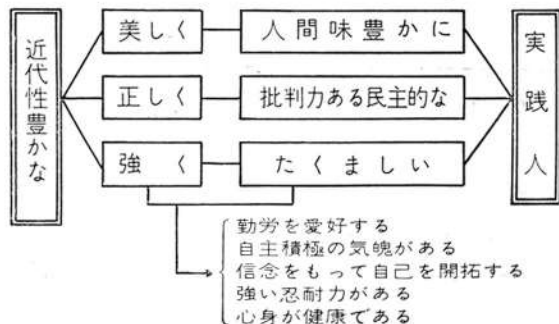 近代性豊かな
美しく
人間味豊かに
正しく
批判力ある民主的な
強く
たくましい
実践人
勤労を愛好する
自主積極の気魄がある
信念をもって自己を開拓する
強い忍耐力がある
心身が健康である